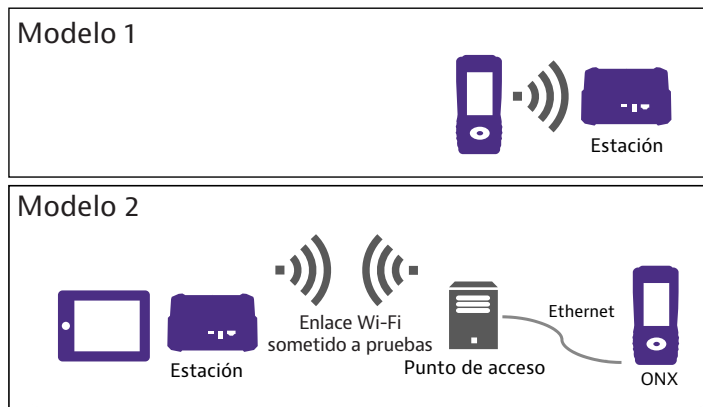 Modelo 1
Estación
Modelo 2
Enlace Wi-Fi
sometido a pruebas
Estación
Punto de acceso
Ethernet
ONX